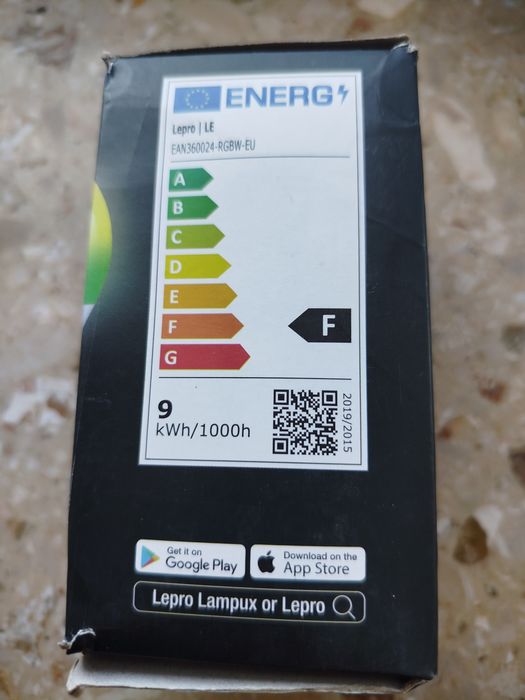 ENERG
Lepro | LE
EAN360024-RGBW-EU
A
B
C
D
E
F
F
G
9
kWh/1000h
2019/2015
Get it on
Google Play
Download on the
App Store
Lepro Lampux or Lepro